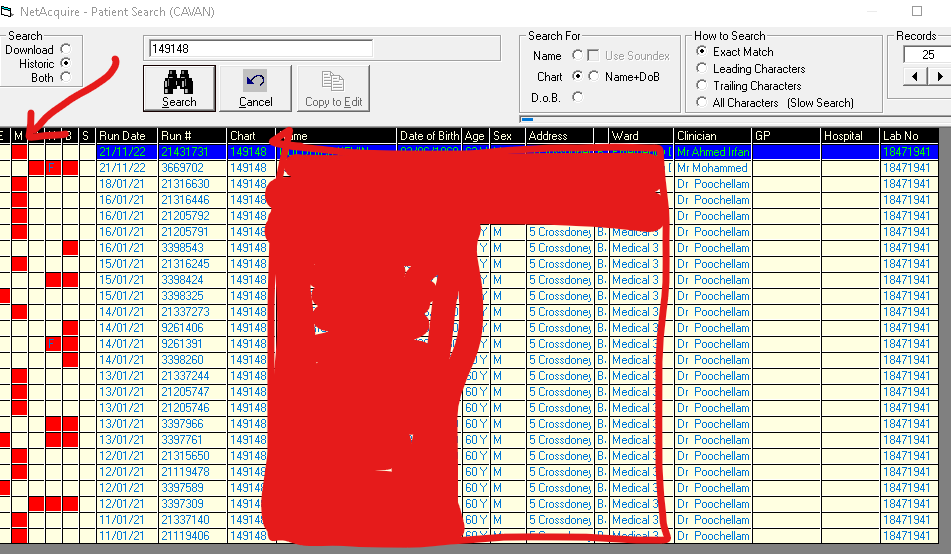 NetAcquire - Patient Search (CAVAN)
Search
Download
Historic
Both
149148
Search
Cancel
Copy to Edit
Search For
Name
Use Soundex
Chart
Name+DoB
D.o.B.
How to Search
Exact Match
Leading Characters
Trailing Characters
All Characters (Slow Search)
Records
25
E M B S Run Date Run # Chart Name Date of Birth Age Sex Address Ward Clinician GP Hospital Lab No
21/11/22 21431731 149148 Mr Ahmed Irfan 18471941
21/11/22 3669702 149148 Mr Mohammed 18471941
18/01/21 21316630 149148 Dr Poochellam 18471941
16/01/21 21316446 149148 Dr Poochellam 18471941
16/01/21 21205792 149148 Dr Poochellam 18471941
16/01/21 21205791 149148 Y M 5 Crossdoney B. Medical 3 Dr Poochellam 18471941
16/01/21 3398543 149148 Y M 5 Crossdoney B. Medical 3 Dr Poochellam 18471941
15/01/21 21316245 149148 Y M 5 Crossdoney B. Medical 3 Dr Poochellam 18471941
15/01/21 3398424 149148 Y M 5 Crossdoney B. Medical 3 Dr Poochellam 18471941
15/01/21 3398325 149148 Y M 5 Crossdoney B. Medical 3 Dr Poochellam 18471941
14/01/21 21337273 149148 Y M 5 Crossdoney B. Medical 3 Dr Poochellam 18471941
14/01/21 9261406 149148 Y M 5 Crossdoney B. Medical 3 Dr Poochellam 18471941
14/01/21 9261391 149148 Y M 5 Crossdoney B. Medical 3 Dr Poochellam 18471941
14/01/21 3398260 149148 Y M 5 Crossdoney B. Medical 3 Dr Poochellam 18471941
13/01/21 21337244 149148 60 Y M 5 Crossdoney B. Medical 3 Dr Poochellam 18471941
13/01/21 21205747 149148 60 Y M 5 Crossdoney B. Medical 3 Dr Poochellam 18471941
13/01/21 21205746 149148 60 Y M 5 Crossdoney B. Medical 3 Dr Poochellam 18471941
13/01/21 3397966 149148 60 Y M 5 Crossdoney B. Medical 3 Dr Poochellam 18471941
13/01/21 3397761 149148 60 Y M 5 Crossdoney B. Medical 3 Dr Poochellam 18471941
12/01/21 21315650 149148 60 Y M 5 Crossdoney B. Medical 3 Dr Poochellam 18471941
12/01/21 21119478 149148 60 Y M 5 Crossdoney B. Medical 3 Dr Poochellam 18471941
12/01/21 3397589 149148 60 Y M 5 Crossdoney B. Medical 3 Dr Poochellam 18471941
12/01/21 3397309 149148 60 Y M 5 Crossdoney B. Medical 3 Dr Poochellam 18471941
11/01/21 21337140 149148 60 Y M 5 Crossdoney B. Medical 3 Dr Poochellam 18471941
11/01/21 21119406 149148 60 Y M 5 Crossdoney B. Medical 3 Dr Poochellam 18471941